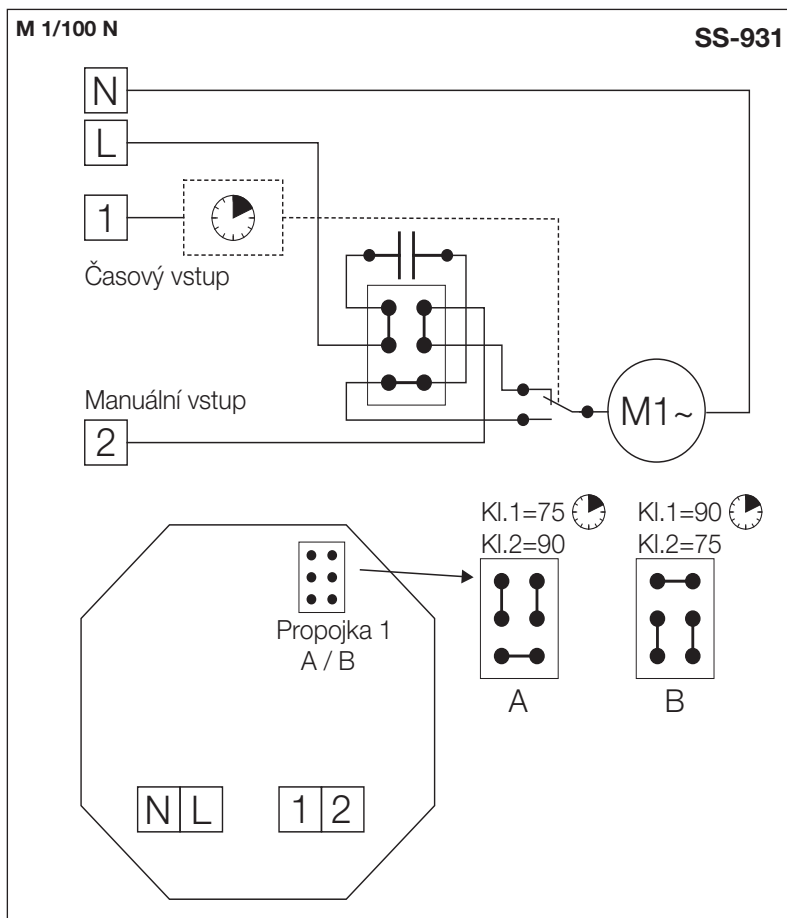 M 1/100 N
SS-931
N
L
1
Časový vstup
Manuální vstup
2
M1~
Kl.1=75
Kl.2=90
Kl.1=90
Kl.2=75
Propojka 1
A / B
A
B
N L 1 2